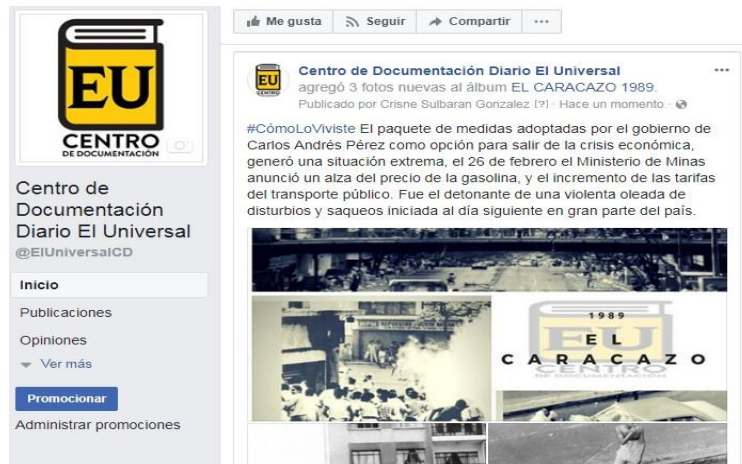 EU
CENTRO
DE DOCUMENTACIÓN
Centro de
Documentación
Diario El Universal
@ElUniversalCD
Inicio
Publicaciones
Opiniones
Ver más
Promocionar
Administrar promociones
Me gusta
Seguir
Compartir
EU
CENTRO
Centro de Documentación Diario El Universal
agregó 3 fotos nuevas al álbum EL CARACAZO 1989.
Publicado por Crisne Sulbaran Gonzalez [?] · Hace un momento ·
#CómoLoViviste El paquete de medidas adoptadas por el gobierno de
Carlos Andrés Pérez como opción para salir de la crisis económica,
generó una situación extrema, el 26 de febrero el Ministerio de Minas
anunció un alza del precio de la gasolina, y el incremento de las tarifas
del transporte público. Fue el detonante de una violenta oleada de
disturbios y saqueos iniciada al día siguiente en gran parte del país.
1989
EU
EL
CARACAZO
CENTRO
DE DOCUMENTACIÓN